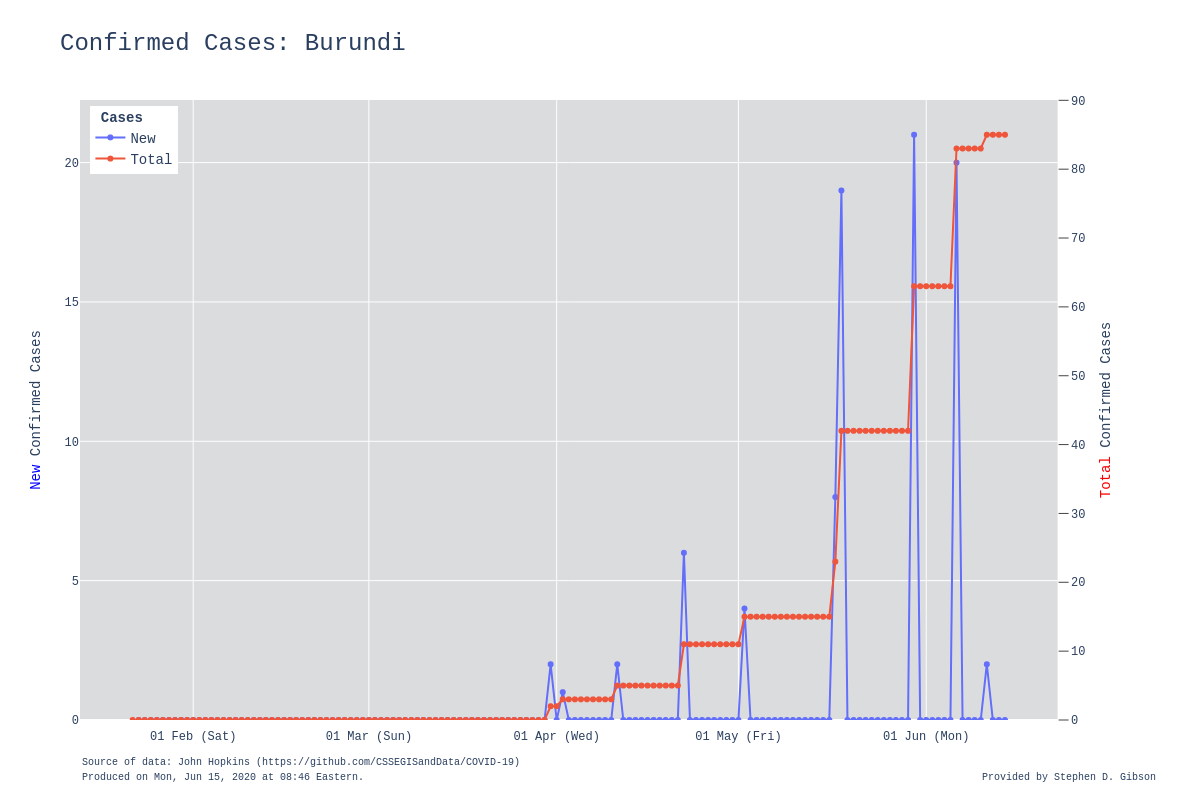 Confirmed Cases: Burundi
Cases
New
Total
20
15
10
5
0
90
80
70
60
50
40
30
20
10
0
New Confirmed Cases
Total Confirmed Cases
01 Feb (Sat)
01 Mar (Sun)
01 Apr (Wed)
01 May (Fri)
01 Jun (Mon)
Source of data: John Hopkins (https://github.com/CSSEGISandData/COVID-19)
Produced on Mon, Jun 15, 2020 at 08:46 Eastern.
Provided by Stephen D. Gibson